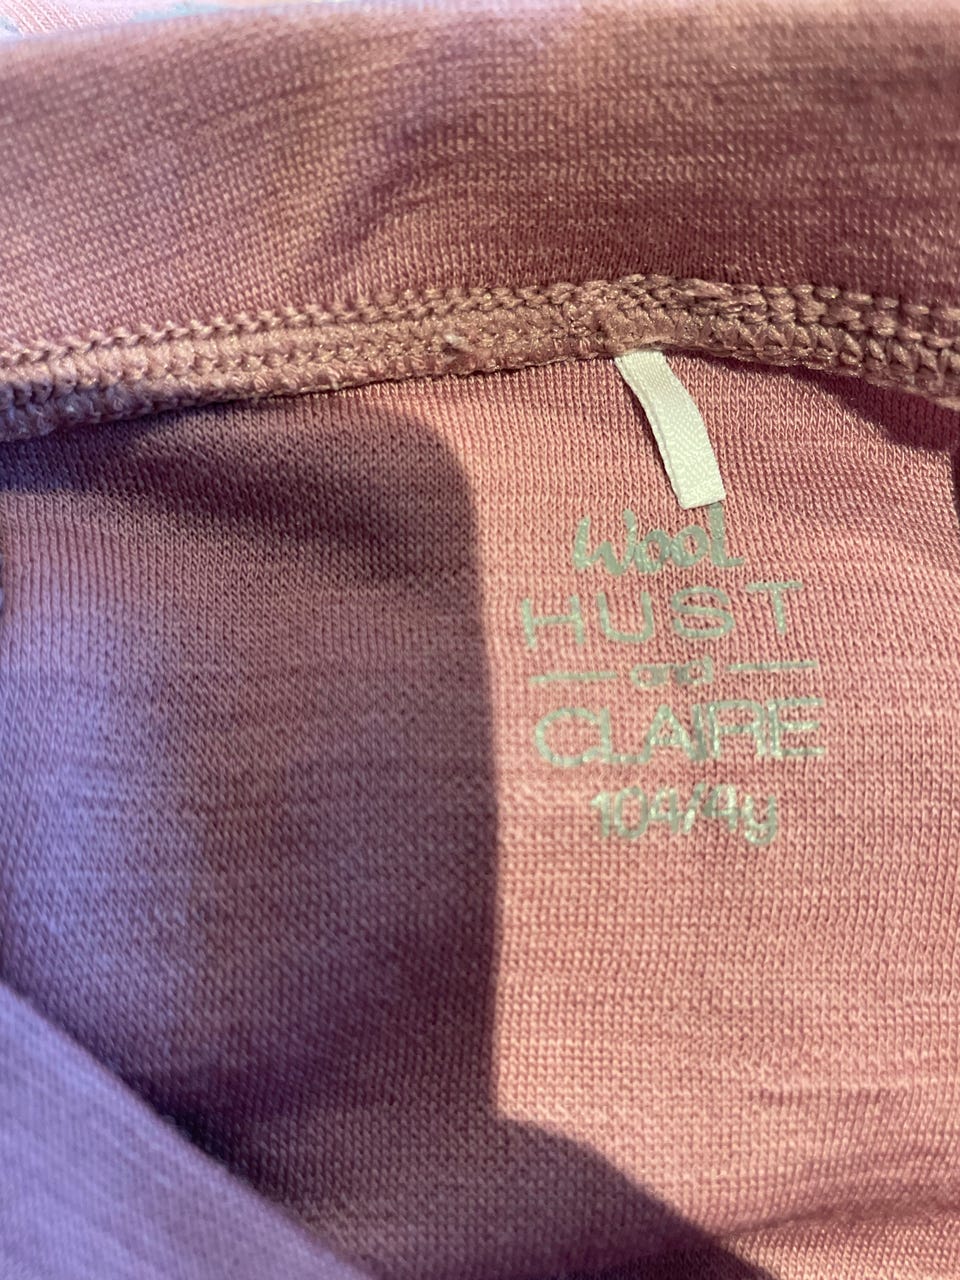 Wool
HUST
and
CLAIRE
104/4y